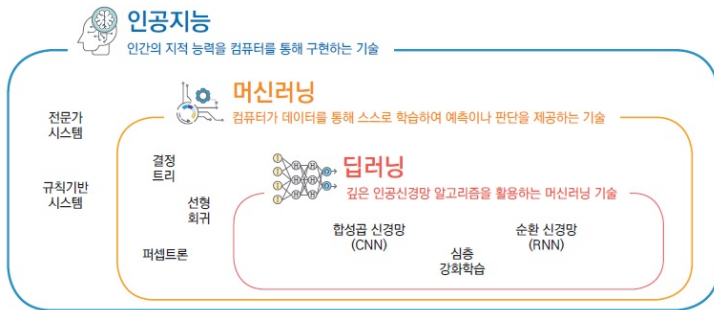 인공지능
인간의 지적 능력을 컴퓨터를 통해 구현하는 기술
머신러닝
컴퓨터가 데이터를 통해 스스로 학습하여 예측이나 판단을 제공하는 기술
전문가
시스템
규칙기반
시스템
결정
트리
선형
회귀
퍼셉트론
딥러닝
깊은 인공신경망 알고리즘을 활용하는 머신러닝 기술
합성곱 신경망
(CNN)
심층
강화학습
순환 신경망
(RNN)